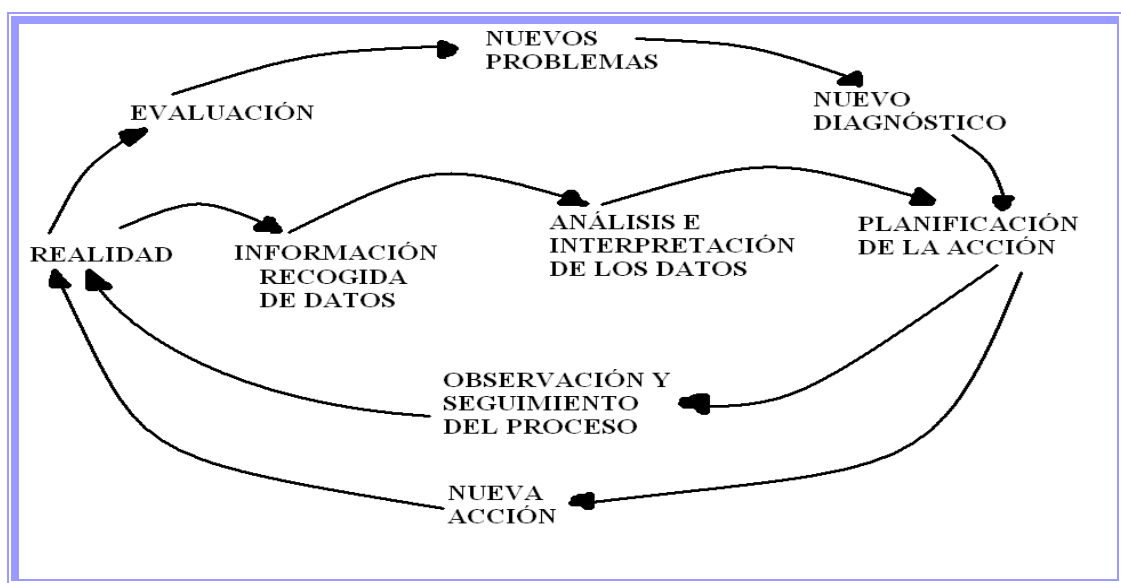 NUEVOS
PROBLEMAS
EVALUACIÓN
NUEVO
DIAGNÓSTICO
REALIDAD
INFORMACIÓN
RECOGIDA
DE DATOS
ANÁLISIS E
INTERPRETACIÓN
DE LOS DATOS
PLANIFICACIÓN
DE LA ACCIÓN
OBSERVACIÓN Y
SEGUIMIENTO
DEL PROCESO
NUEVA
ACCIÓN